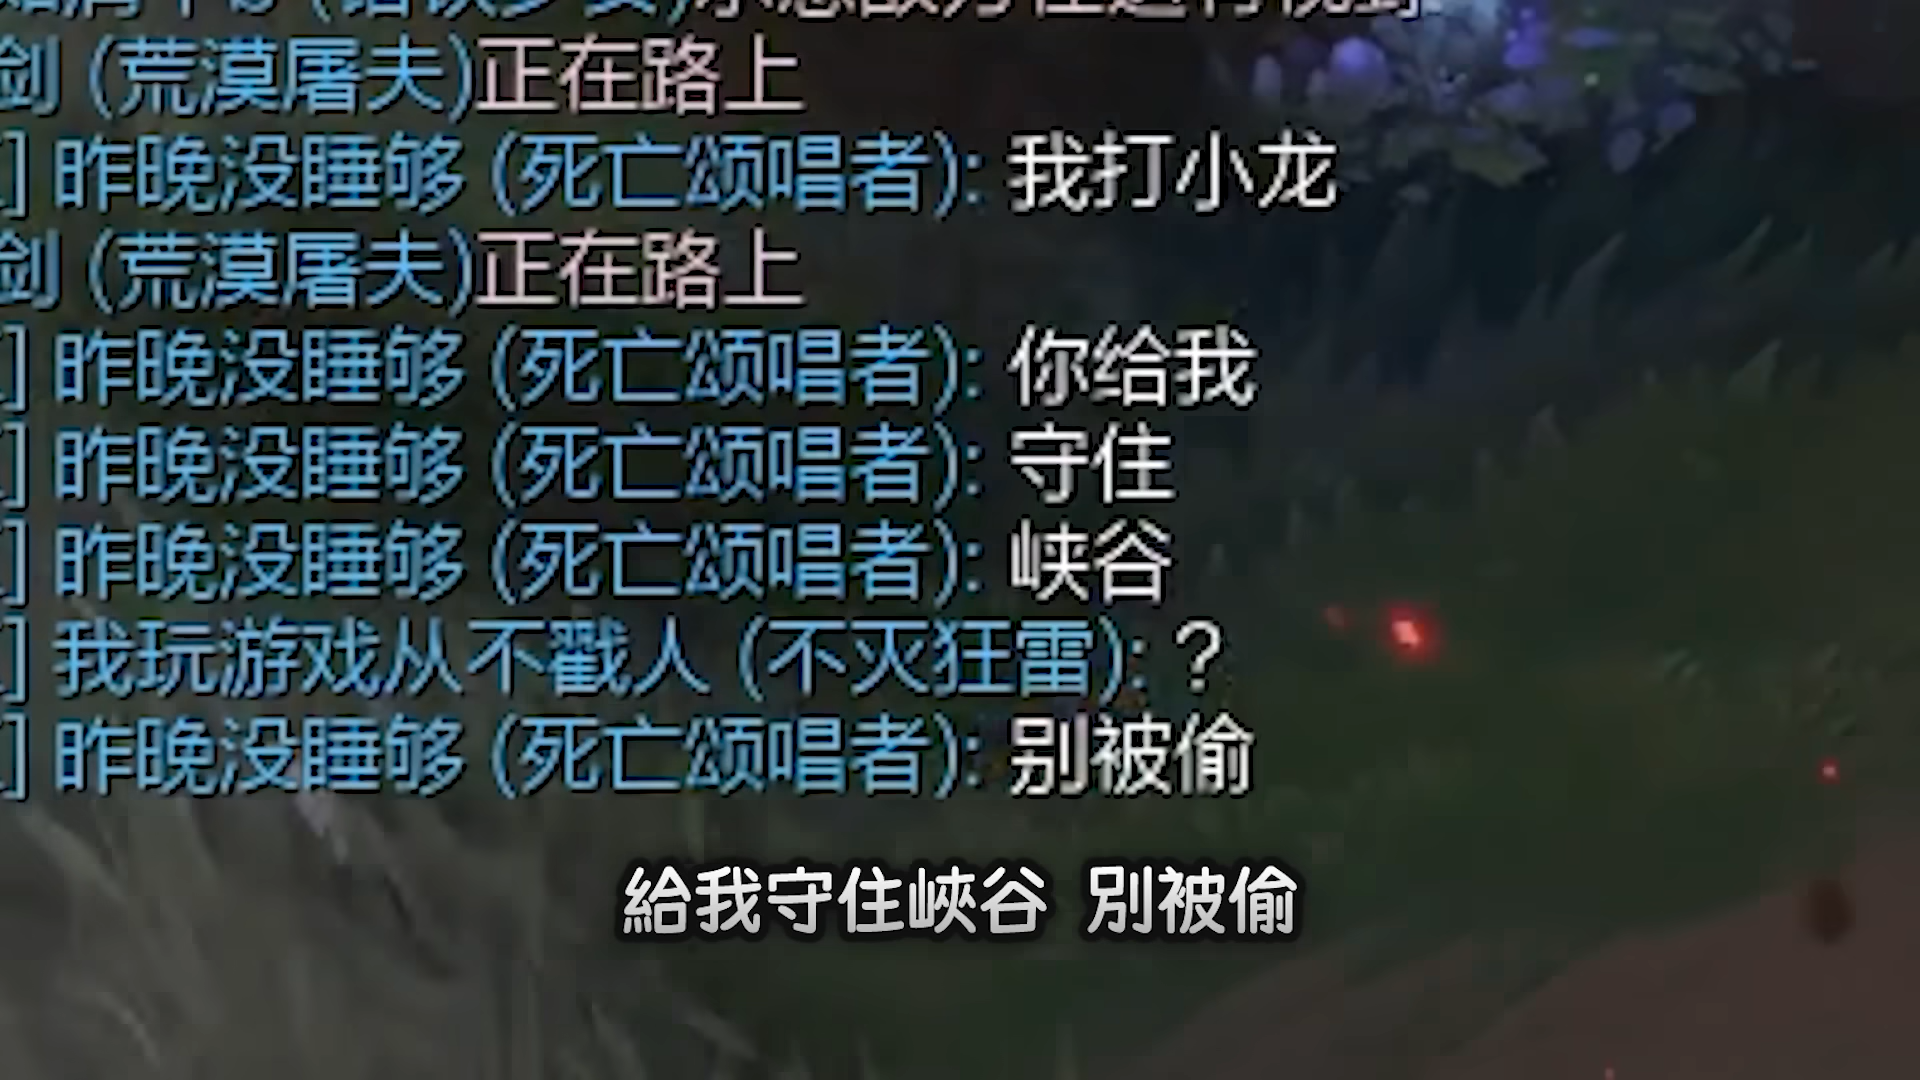 剑 (荒漠屠夫)正在路上
] 昨晚没睡够 (死亡颂唱者): 我打小龙
剑 (荒漠屠夫)正在路上
] 昨晚没睡够 (死亡颂唱者): 你给我
] 昨晚没睡够 (死亡颂唱者): 守住
] 昨晚没睡够 (死亡颂唱者): 峡谷
] 我玩游戏从不戳人 (不灭狂雷): ?
] 昨晚没睡够 (死亡颂唱者): 别被偷
給我守住峽谷 別被偷